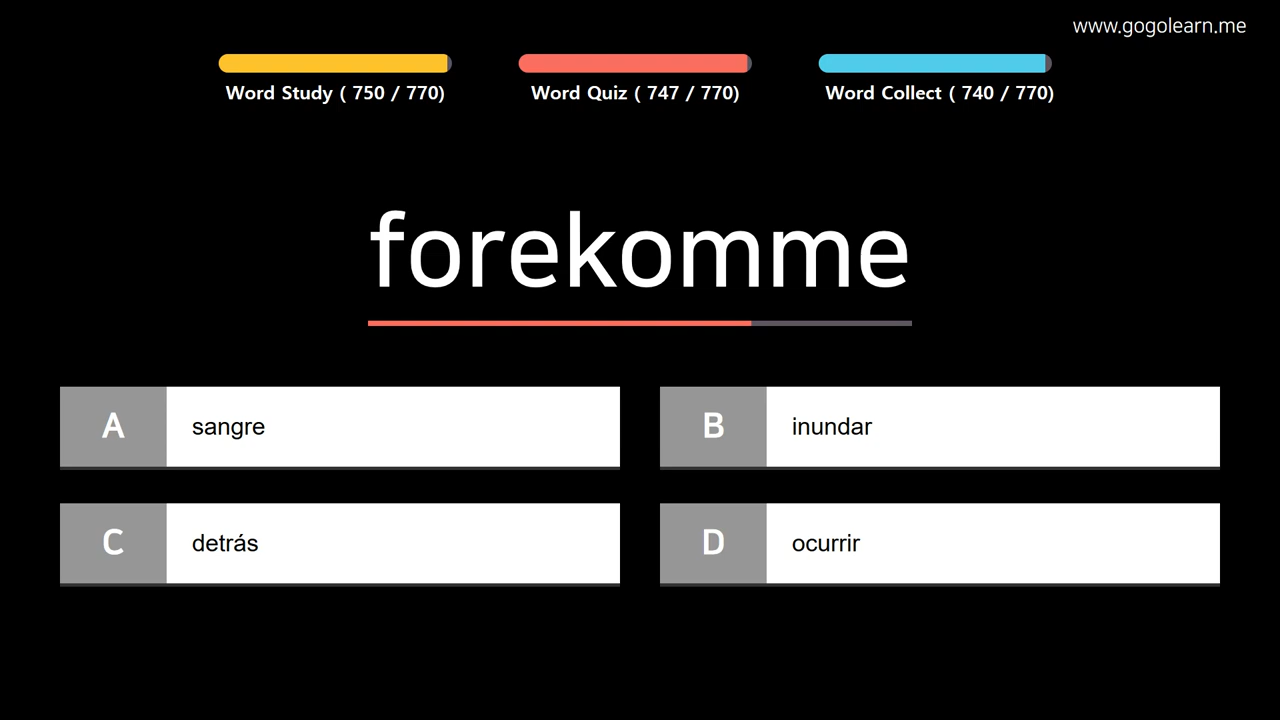 www.gogolearn.me
Word Study ( 750 / 770)
Word Quiz ( 747 / 770)
Word Collect ( 740 / 770)
forekomme
A sangre
B inundar
C detrás
D ocurrir